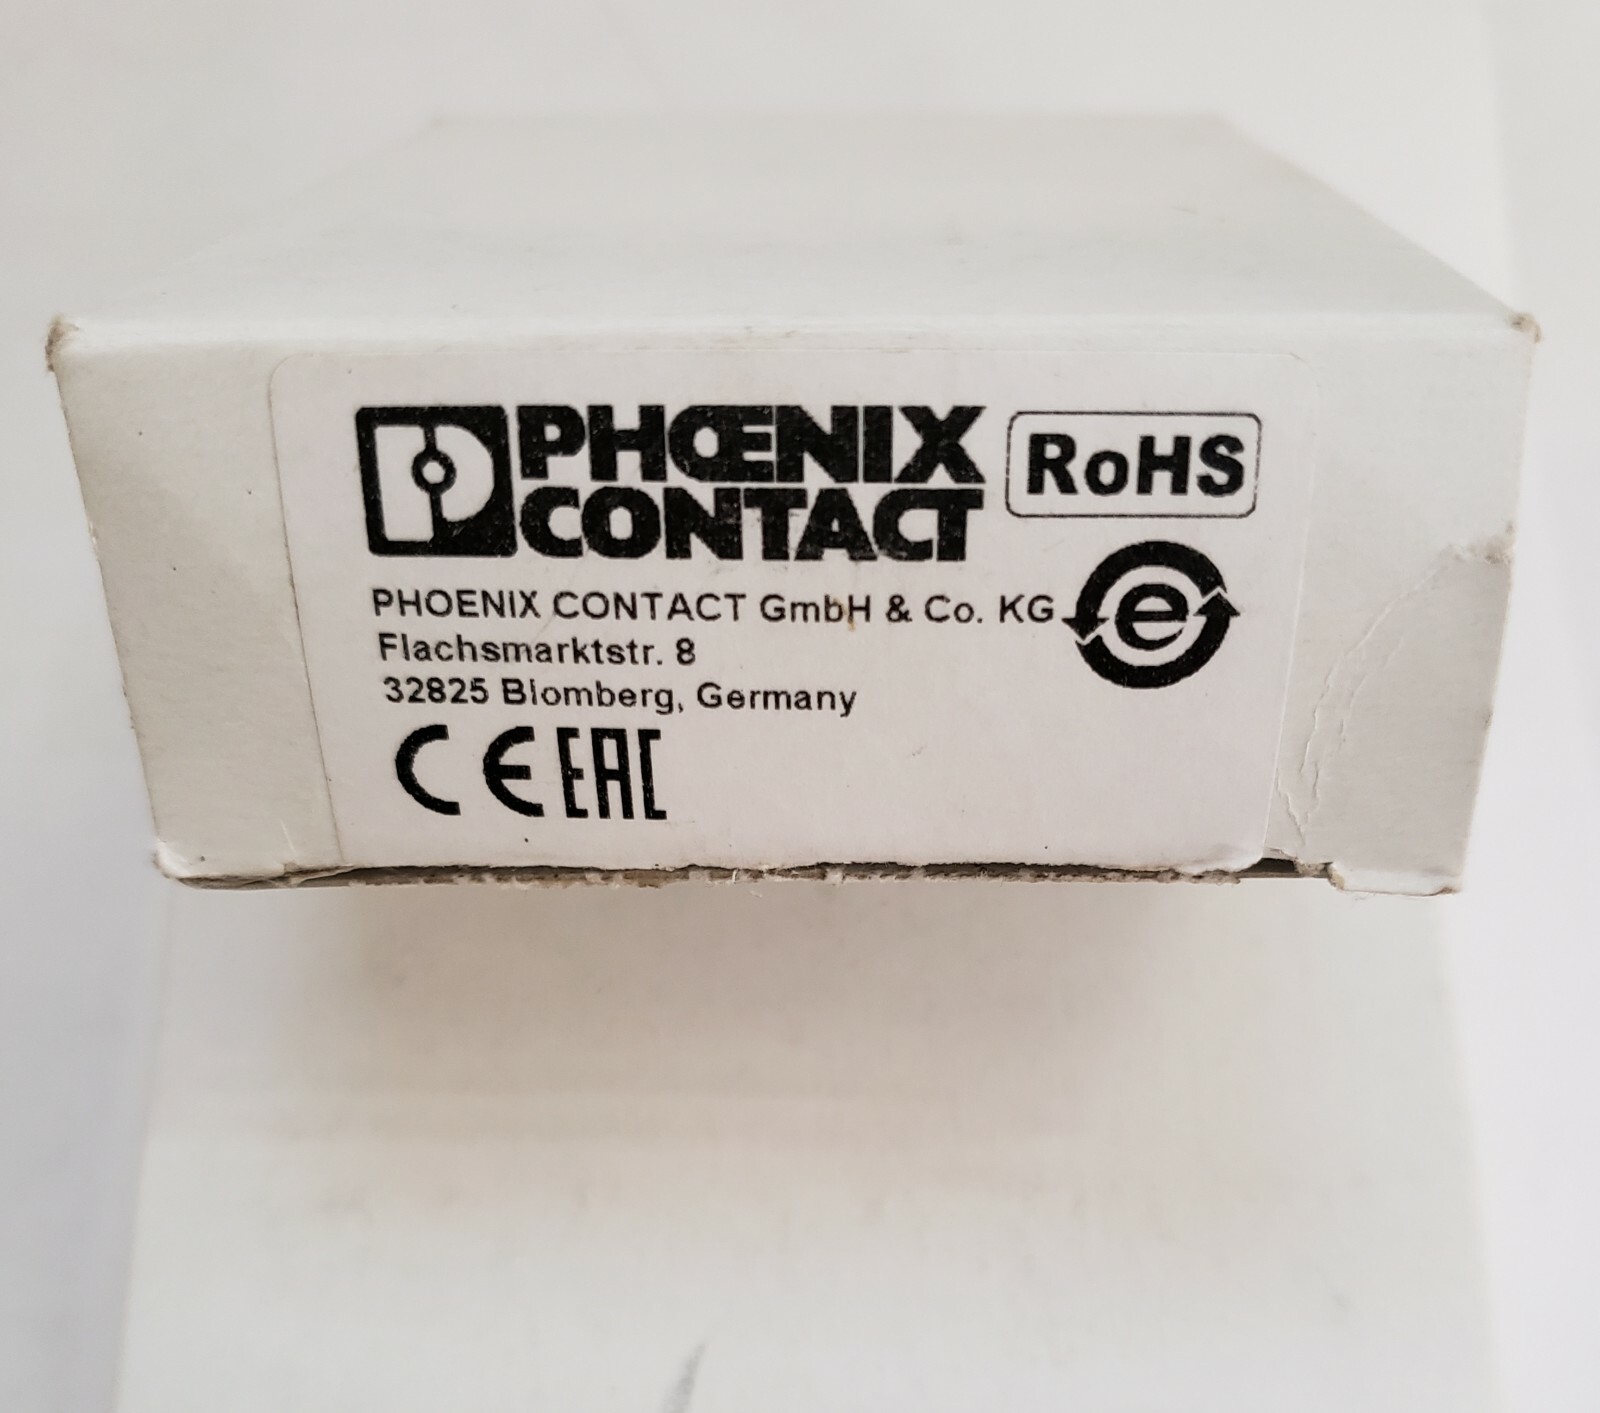 PHŒNIX
CONTACT
RoHS
PHOENIX CONTACT GmbH & Co. KG
Flachsmarktstr. 8
32825 Blomberg, Germany
e
CE EAC